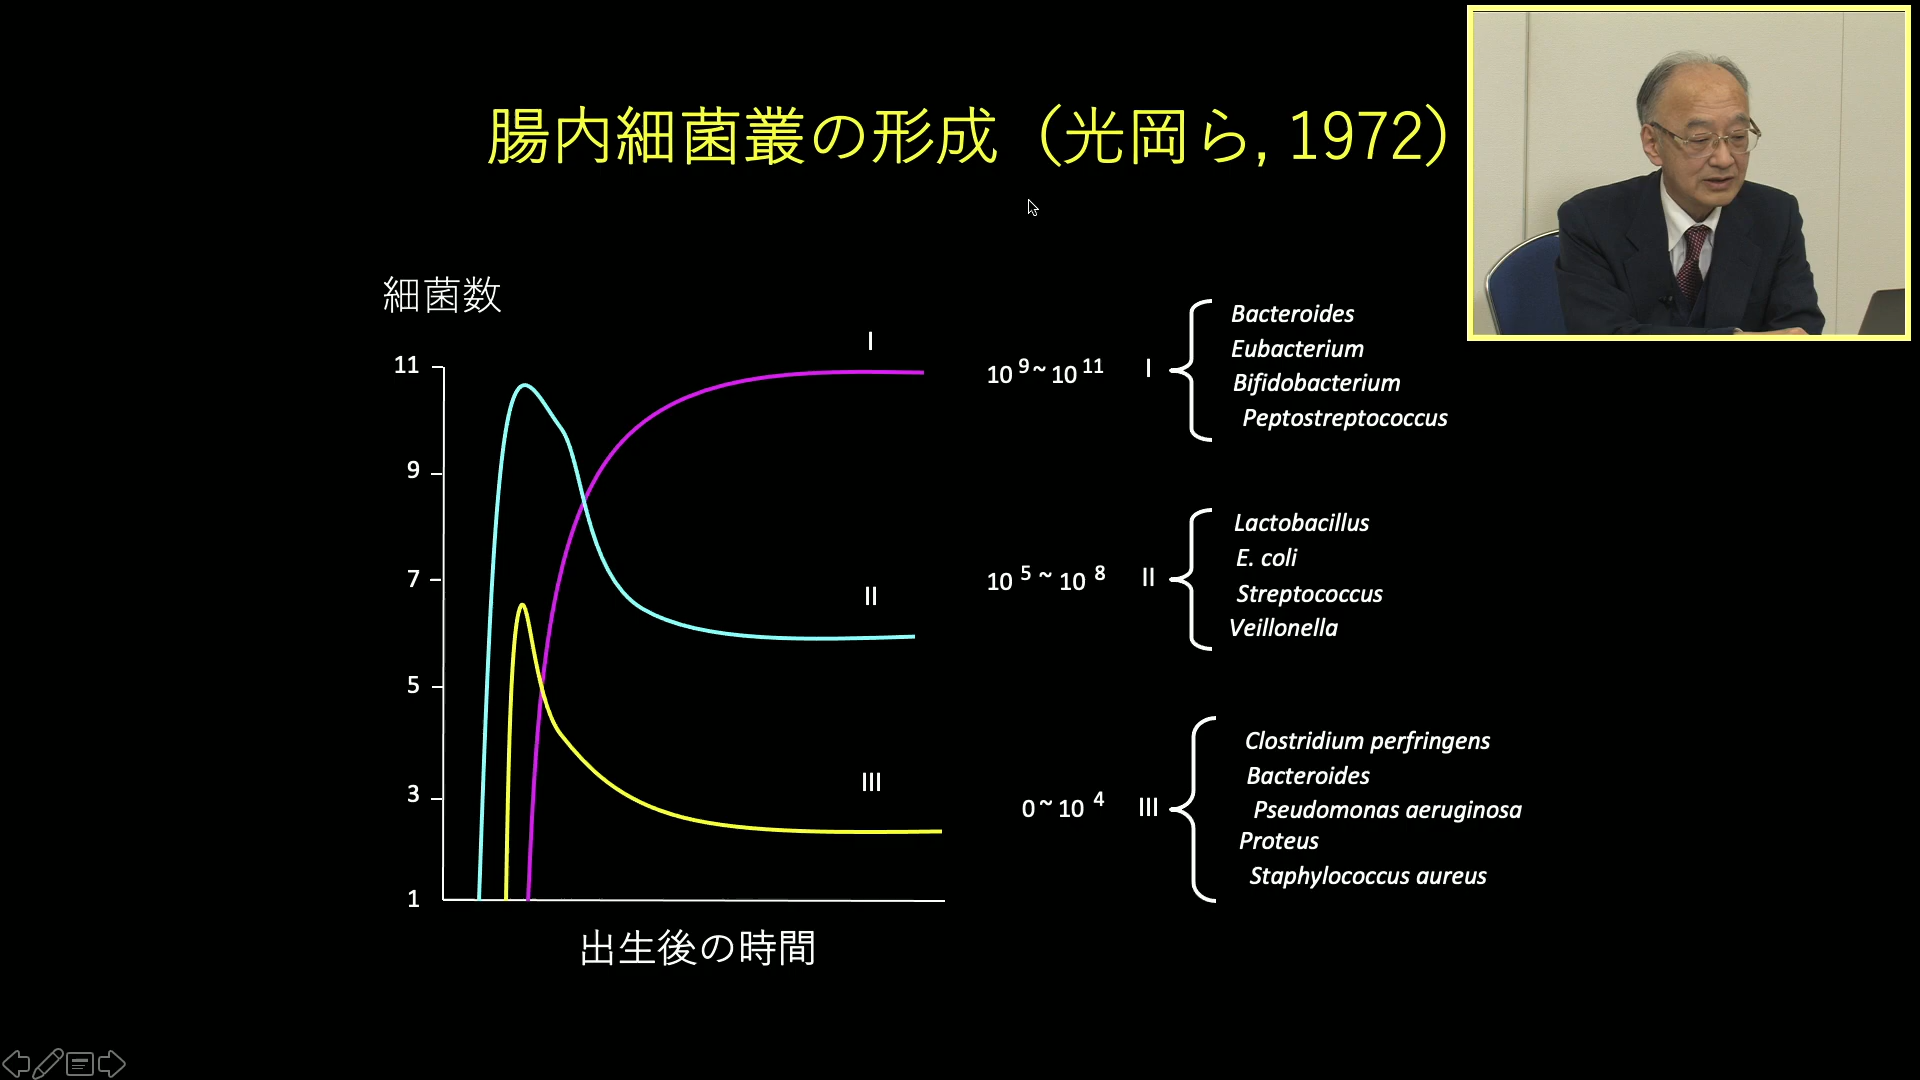 腸内細菌叢の形成（光岡ら, 1972）
細菌数
11
9
7
5
3
1
I
II
III
出生後の時間
10 9 ~ 10 11 I
Bacteroides
Eubacterium
Bifidobacterium
Peptostreptococcus
10 5 ~ 10 8 II
Lactobacillus
E. coli
Streptococcus
Veillonella
0 ~ 10 4 III
Clostridium perfringens
Bacteroides
Pseudomonas aeruginosa
Proteus
Staphylococcus aureus